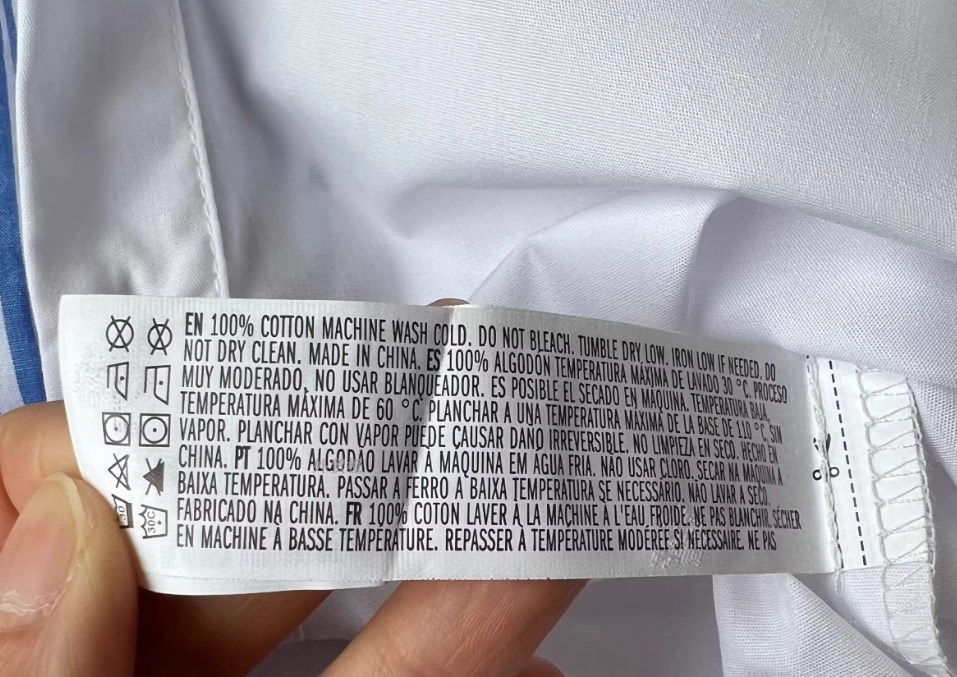 EN 100% COTTON MACHINE WASH COLD. DO NOT BLEACH. TUMBLE DRY LOW. IRON LOW IF NEEDED. DO
NOT DRY CLEAN. MADE IN CHINA. ES 100% ALGODÓN TEMPERATURA MÁXIMA DE LAVADO 30 °C. PROCESO
MUY MODERADO, NO USAR BLANQUEADOR. ES POSIBLE EL SECADO EN MAQUINA, TEMPERATURA BAJA,
TEMPERATURA MÁXIMA DE 60 °C. PLANCHAR A UNA TEMPERATURA MÁXIMA DE LA BASE DE 110 °C, SIN
VAPOR. PLANCHAR CON VAPOR PUEDE CAUSAR DAÑO IRREVERSIBLE. NO LIMPIEZA EN SECO. HECHO EN
CHINA. PT 100% ALGODÃO LAVAR À MÁQUINA EM ÁGUA FRIA. NÃO USAR CLORO. SECAR NA MÁQUINA A
BAIXA TEMPERATURA. PASSAR A FERRO A BAIXA TEMPERATURA SE NECESSÁRIO. NÃO LAVAR A SECO.
FABRICADO NA CHINA. FR 100% COTON LAVER À LA MACHINE À L'EAU FROIDE. NE PAS BLANCHIR. SÉCHER
EN MACHINE À BASSE TEMPÉRATURE. REPASSER À TEMPÉRATURE MODÉRÉE SI NÉCESSAIRE. NE PAS
30C